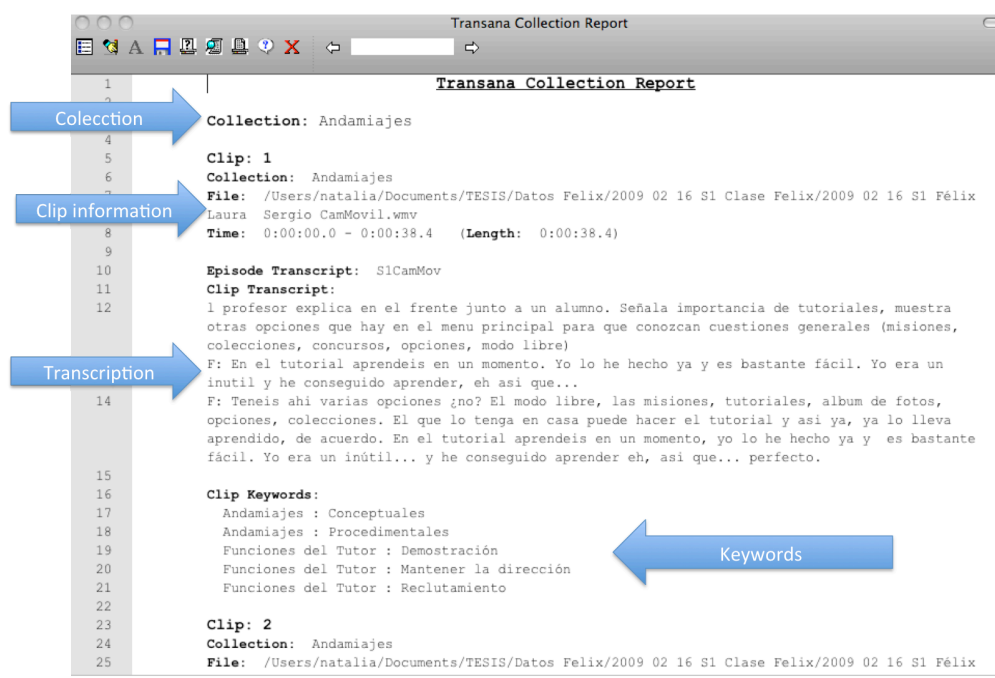 Transana Collection Report
1
Transana Collection Report
Colecction
Collection: Andamiajes
4
5 Clip: 1
6 Collection: Andamiajes
File: /Users/natalia/Documents/TESIS/Datos Felix/2009 02 16 S1 Clase Felix/2009 02 16 S1 Félix
Clip information
Laura Sergio CamMovil.wmv
8 Time: 0:00:00.0 - 0:00:38.4 (Length: 0:00:38.4)
9
10 Episode Transcript: S1CamMov
11 Clip Transcript:
12 l profesor explica en el frente junto a un alumno. Señala importancia de tutoriales, muestra
otras opciones que hay en el menu principal para que conozcan cuestiones generales (misiones,
colecciones, concursos, opciones, modo libre)
Transcription
F: En el tutorial aprendeis en un momento. Yo lo he hecho ya y es bastante fácil. Yo era un
inutil y he conseguido aprender, eh asi que...
14 F: Teneis ahi varias opciones ¿no? El modo libre, las misiones, tutoriales, album de fotos,
opciones, colecciones. El que lo tenga en casa puede hacer el tutorial y asi ya, ya lo lleva
aprendido, de acuerdo. En el tutorial aprendeis en un momento, yo lo he hecho ya y es bastante
fácil. Yo era un inútil... y he conseguido aprender eh, asi que... perfecto.
15
16 Clip Keywords:
17 Andamiajes : Conceptuales
18 Andamiajes : Procedimentales
19 Funciones del Tutor : Demostración
Keywords
20 Funciones del Tutor : Mantener la dirección
21 Funciones del Tutor : Reclutamiento
22
23 Clip: 2
24 Collection: Andamiajes
25 File: /Users/natalia/Documents/TESIS/Datos Felix/2009 02 16 S1 Clase Felix/2009 02 16 S1 Félix